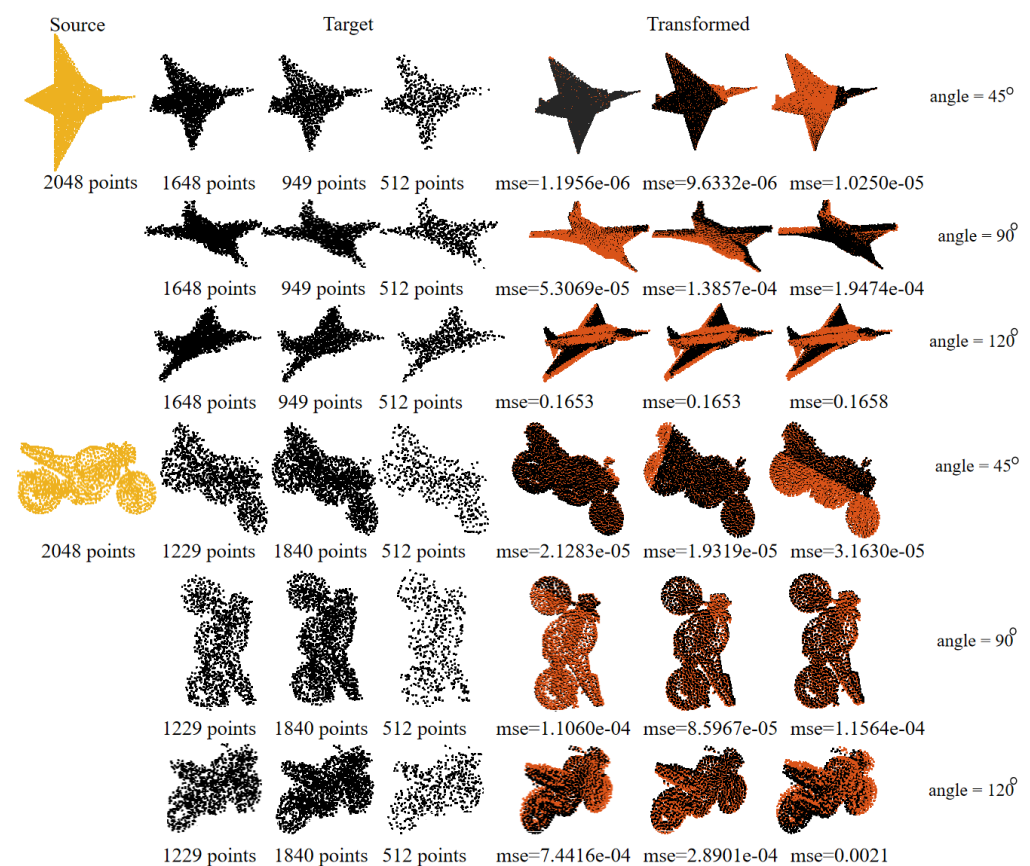 Source Target Transformed
angle = 45°
2048 points 1648 points 949 points 512 points mse=1.1956e-06 mse=9.6332e-06 mse=1.0250e-05
angle = 90°
1648 points 949 points 512 points mse=5.3069e-05 mse=1.3857e-04 mse=1.9474e-04
angle = 120°
1648 points 949 points 512 points mse=0.1653 mse=0.1653 mse=0.1658
angle = 45°
2048 points 1229 points 1840 points 512 points mse=2.1283e-05 mse=1.9319e-05 mse=3.1630e-05
angle = 90°
1229 points 1840 points 512 points mse=1.1060e-04 mse=8.5967e-05 mse=1.1564e-04
angle = 120°
1229 points 1840 points 512 points mse=7.4416e-04 mse=2.8901e-04 mse=0.0021